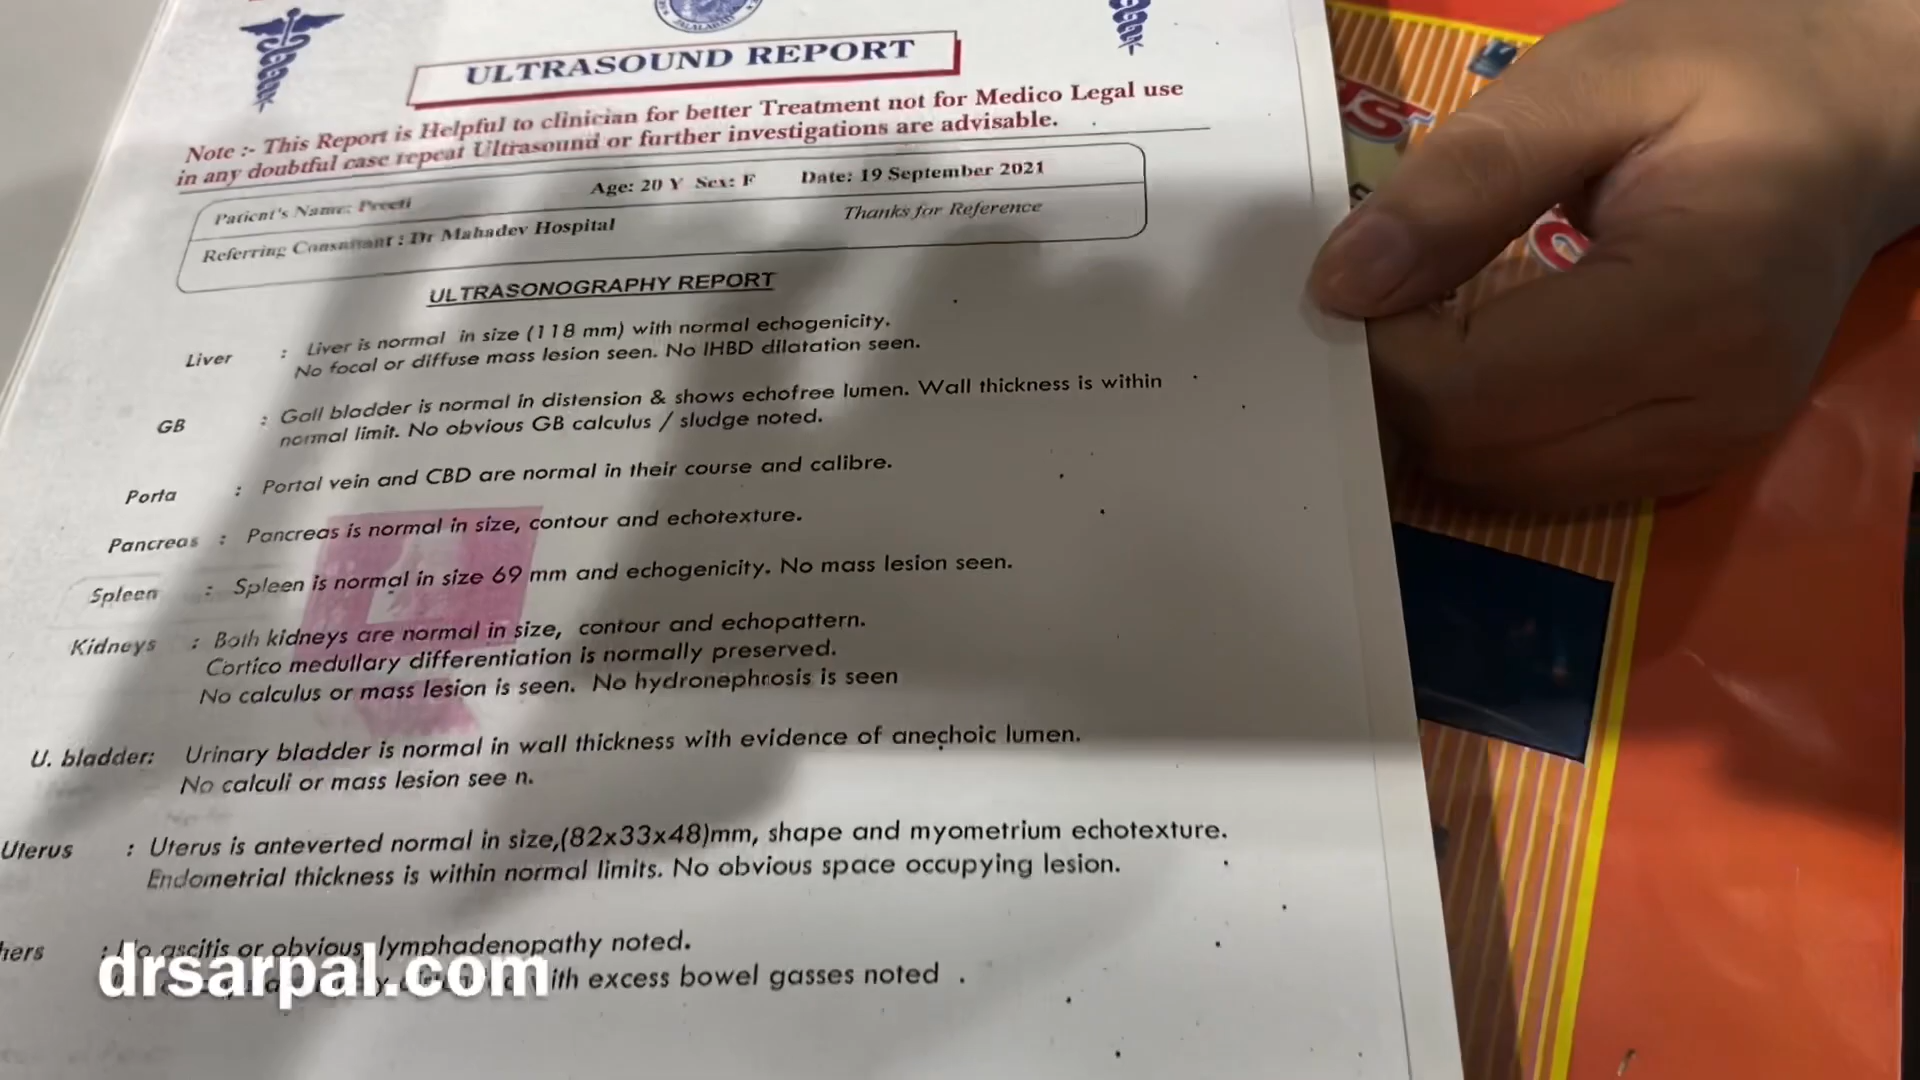 JALALABAD
ULTRASOUND REPORT
Note :- This Report is Helpful to clinician for better Treatment not for Medico Legal use
in any doubtful case repeat Ultrasound or further investigations are advisable.
Patient's Name: Preeti Age: 20 Y Sex: F Date: 19 September 2021
Referring Consultant : Dr Mahadev Hospital Thanks for Reference
ULTRASONOGRAPHY REPORT
Liver : Liver is normal in size (118 mm) with normal echogenicity.
No focal or diffuse mass lesion seen. No IHBD dilatation seen.
GB : Gall bladder is normal in distension & shows echofree lumen. Wall thickness is within
normal limit. No obvious GB calculus / sludge noted.
Porta : Portal vein and CBD are normal in their course and calibre.
Pancreas : Pancreas is normal in size, contour and echotexture.
Spleen : Spleen is normal in size 69 mm and echogenicity. No mass lesion seen.
Kidneys : Both kidneys are normal in size, contour and echopattern.
Cortico medullary differentiation is normally preserved.
No calculus or mass lesion is seen. No hydronephrosis is seen
U. bladder: Urinary bladder is normal in wall thickness with evidence of anechoic lumen.
No calculi or mass lesion see n.
Uterus : Uterus is anteverted normal in size,(82x33x48)mm, shape and myometrium echotexture.
Endometrial thickness is within normal limits. No obvious space occupying lesion.
hers : No ascitis or obvious lymphadenopathy noted.
with excess bowel gasses noted .
drsarpal.com